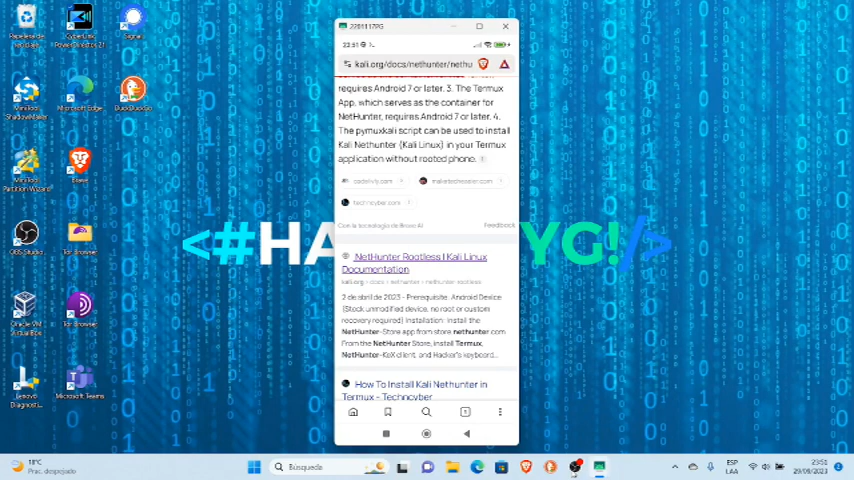 Papelera de reciclaje
CyberLink PowerDirector 21
Signal
MiniTool ShadowMaker
Microsoft Edge
DuckDuckGo
MiniTool Partition Wizard
Brave
OBS Studio
Tor Browser
Oracle VM Virtual Box
Tor Browser
Lenovo Diagnosti...
Microsoft Teams
<#HA
YG!/>
22:51
kali.org/docs/nethunter/nethu
requires Android 7 or later. 3. The Termux
App, which serves as the container for
NetHunter, requires Android 7 or later. 4.
The pymuxkali script can be used to install
Kali Nethunter (Kali Linux) in your Termux
application without rooted phone.
codelivly.com
maketecheasier.com
techncyber.com
Con la tecnología de Brave AI
Feedback
NetHunter Rootless | Kali Linux
Documentation
kali.org › docs › nethunter › nethunter-rootless
2 de abril de 2023 - Prerequisite. Android Device
(Stock unmodified device, no root or custom
recovery required) Installation: Install the
NetHunter-Store app from store.nethunter.com
From the NetHunter Store, install Termux,
NetHunter-KeX client, and Hacker's keyboard...
How To Install Kali Nethunter in
Termux - Techncyber
18°C
Prac. despejado
Búsqueda
ESP
LAA
23:51
29/09/2023